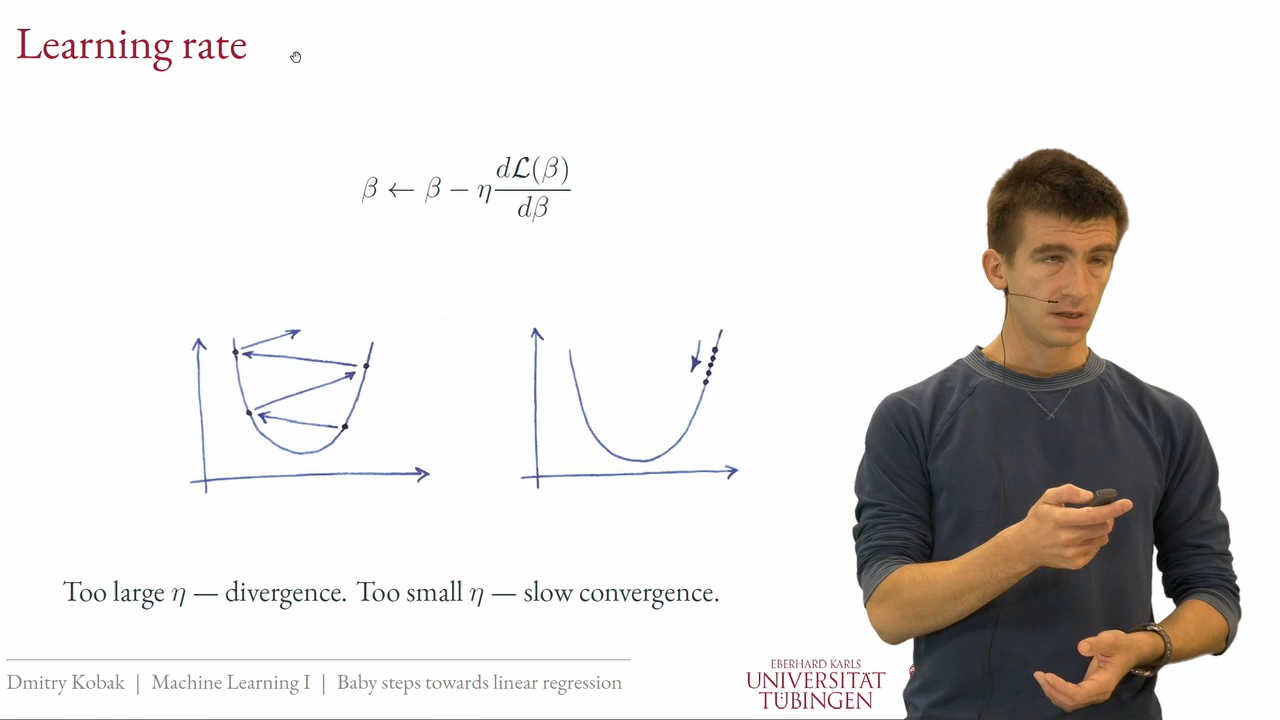 Learning rate
β ← β − η dℒ(β)/dβ
Too large η — divergence. Too small η — slow convergence.
Dmitry Kobak | Machine Learning I | Baby steps towards linear regression
EBERHARD KARLS
UNIVERSITÄT
TÜBINGEN